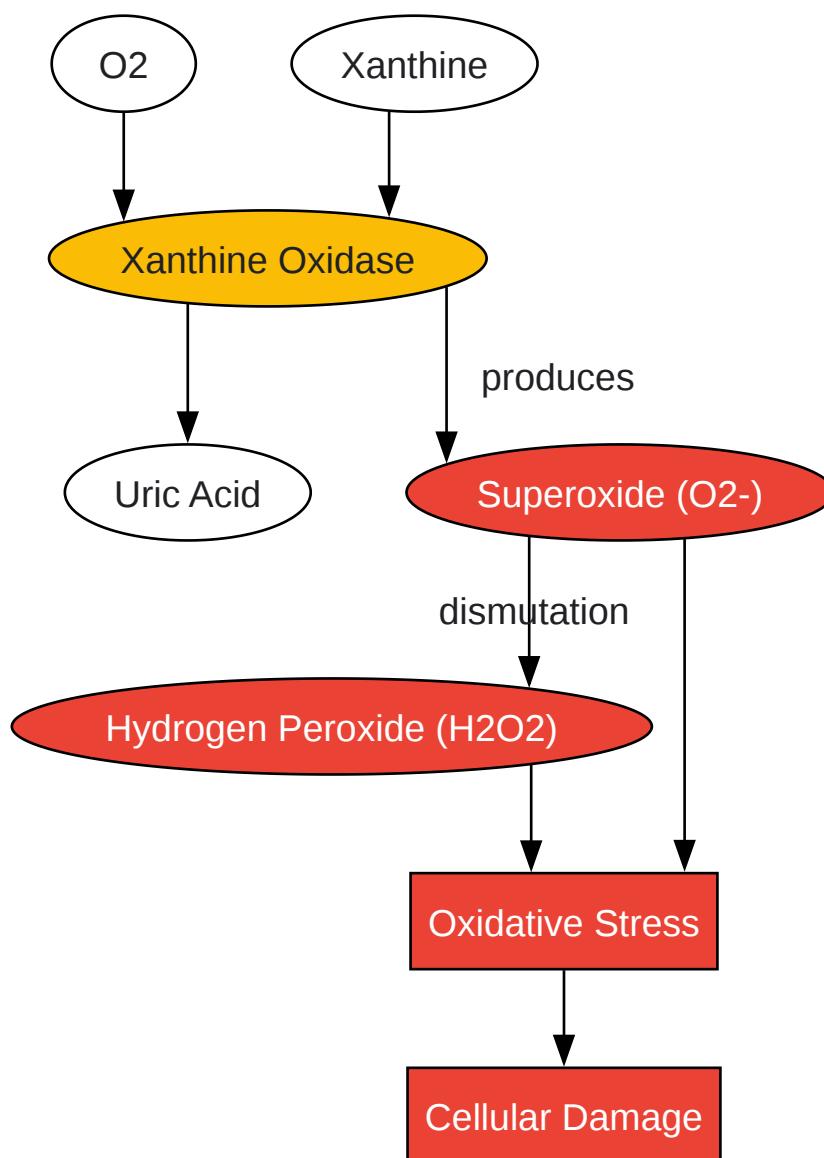 O2
Xanthine
Xanthine Oxidase
produces
Uric Acid
Superoxide (O2-)
dismutation
Hydrogen Peroxide (H2O2)
Oxidative Stress
Cellular Damage